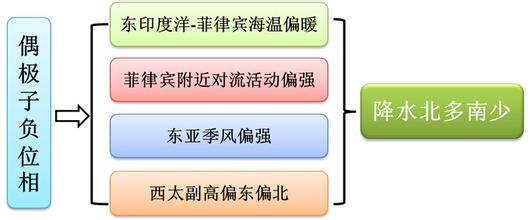 偶极子负位相
东印度洋-菲律宾海温偏暖
菲律宾附近对流活动偏强
东亚季风偏强
西太副高偏东偏北
降水北多南少